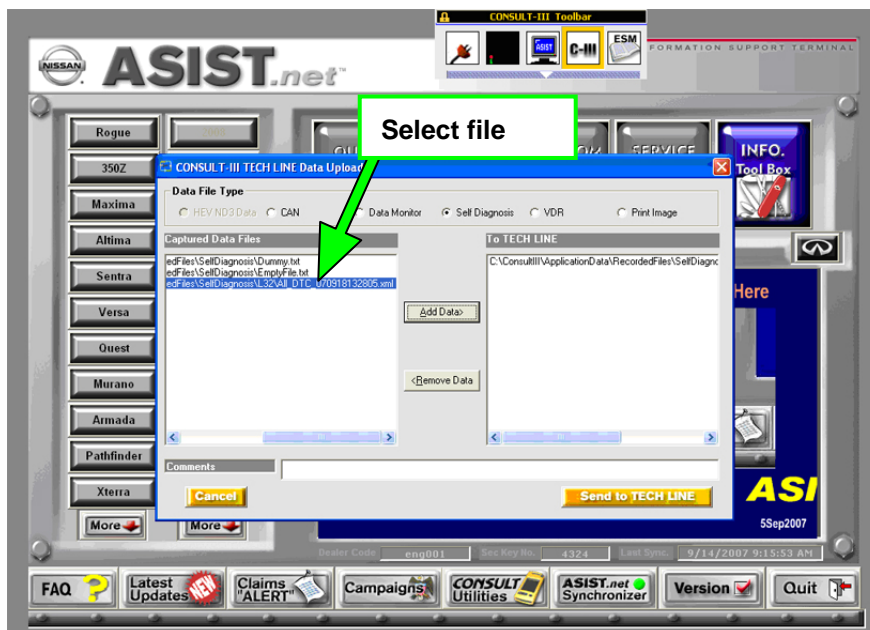 CONSULT-III Toolbar
ASIST
C-III
ESM
FORMATION SUPPORT TERMINAL
NISSAN
ASIST.net™
Select file
Rogue
2003
350Z
Maxima
Altima
Sentra
Versa
Quest
Murano
Armada
Pathfinder
Xterra
More
More
SERVICE
INFO.
Tool Box
CONSULT-III TECH LINE Data Upload
Data File Type
HEV ND3 Data
CAN
Data Monitor
Self Diagnosis
VDR
Print Image
Captured Data Files
To TECH LINE
edFiles\SelfDiagnosis\Dummy.txt
edFiles\SelfDiagnosis\EmptyFile.txt
edFiles\SelfDiagnosis\L32\All_DTC_070918132805.xml
C:\ConsultIII\ApplicationData\RecordedFiles\SelfDiagno
Add Data>
<Remove Data
Comments
Cancel
Send to TECH LINE
Here
ASI
5Sep2007
Dealer Code eng001 Sec Key No. 4324 Last Sync. 9/14/2007 9:15:53 AM
FAQ
Latest
Updates
NEW
Claims
"ALERT"
Campaigns
CONSULT
Utilities
ASIST.net
Synchronizer
Version
Quit